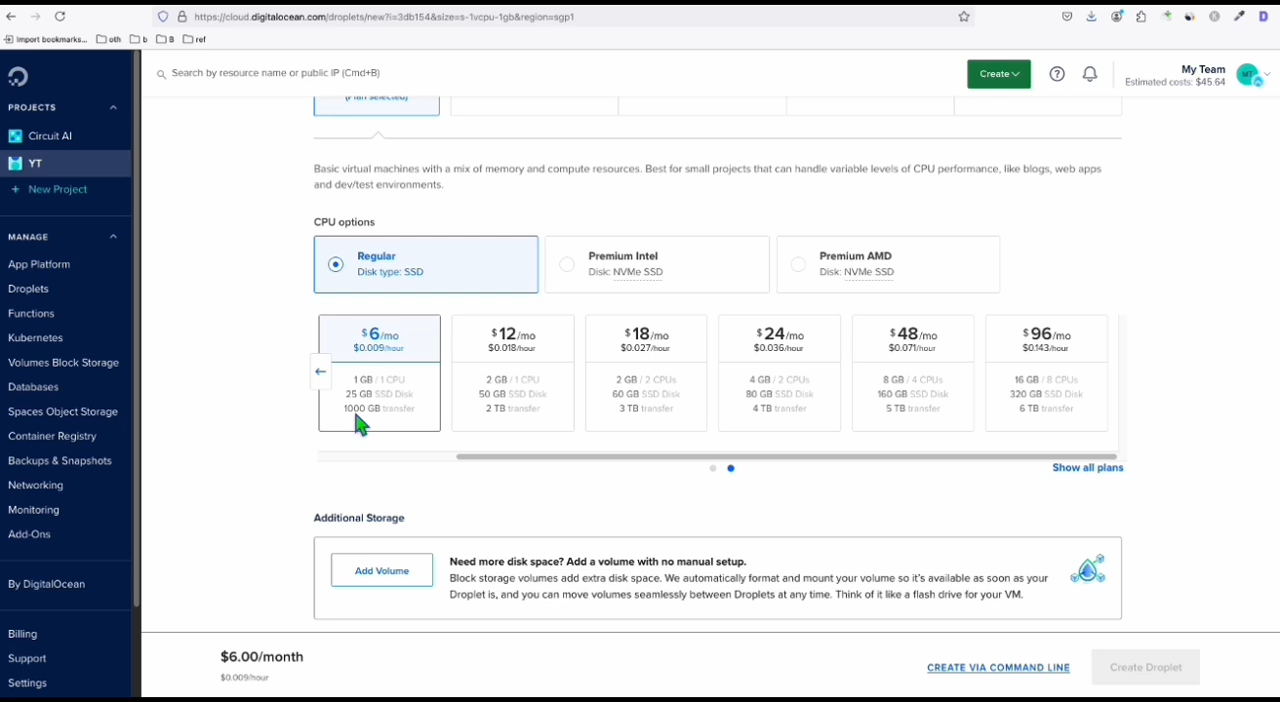 https://cloud.digitalocean.com/droplets/new?i=3db154&size=s-1vcpu-1gb&region=sgp1
Import bookmarks... oth b B ref
Search by resource name or public IP (Cmd+B)
Create
My Team
Estimated costs: $45.64
MT
PROJECTS
Circuit AI
YT
+ New Project
MANAGE
App Platform
Droplets
Functions
Kubernetes
Volumes Block Storage
Databases
Spaces Object Storage
Container Registry
Backups & Snapshots
Networking
Monitoring
Add-Ons
By DigitalOcean
Billing
Support
Settings
(Plan selected)
Basic virtual machines with a mix of memory and compute resources. Best for small projects that can handle variable levels of CPU performance, like blogs, web apps
and dev/test environments.
CPU options
Regular
Disk type: SSD
Premium Intel
Disk: NVMe SSD
Premium AMD
Disk: NVMe SSD
$6/mo
$0.009/hour
1 GB / 1 CPU
25 GB SSD Disk
1000 GB transfer
$12/mo
$0.018/hour
2 GB / 1 CPU
50 GB SSD Disk
2 TB transfer
$18/mo
$0.027/hour
2 GB / 2 CPUs
60 GB SSD Disk
3 TB transfer
$24/mo
$0.036/hour
4 GB / 2 CPUs
80 GB SSD Disk
4 TB transfer
$48/mo
$0.071/hour
8 GB / 4 CPUs
160 GB SSD Disk
5 TB transfer
$96/mo
$0.143/hour
16 GB / 8 CPUs
320 GB SSD Disk
6 TB transfer
Show all plans
Additional Storage
Add Volume
Need more disk space? Add a volume with no manual setup.
Block storage volumes add extra disk space. We automatically format and mount your volume so it's available as soon as your
Droplet is, and you can move volumes seamlessly between Droplets at any time. Think of it like a flash drive for your VM.
$6.00/month
$0.009/hour
CREATE VIA COMMAND LINE
Create Droplet